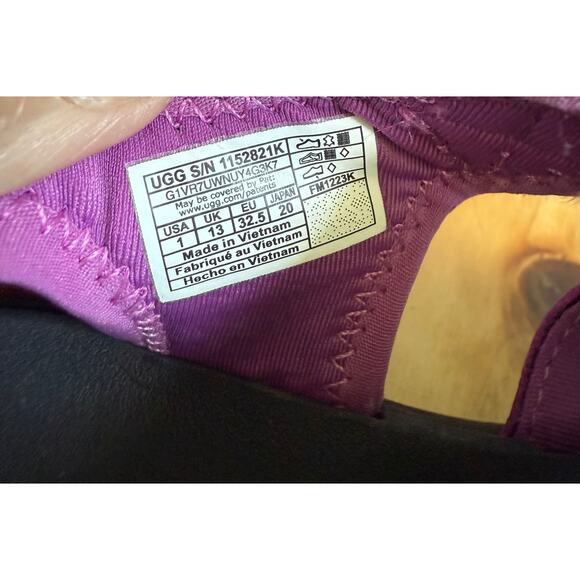 UGG S/N 1152821K
G1VR7UWNUY4G3K7
May be covered by Pat:
www.ugg.com/patents
USA UK EU JAPAN
1 13 32.5 20
Made in Vietnam
Fabriqué au Vietnam
Hecho en Vietnam
FM1223K